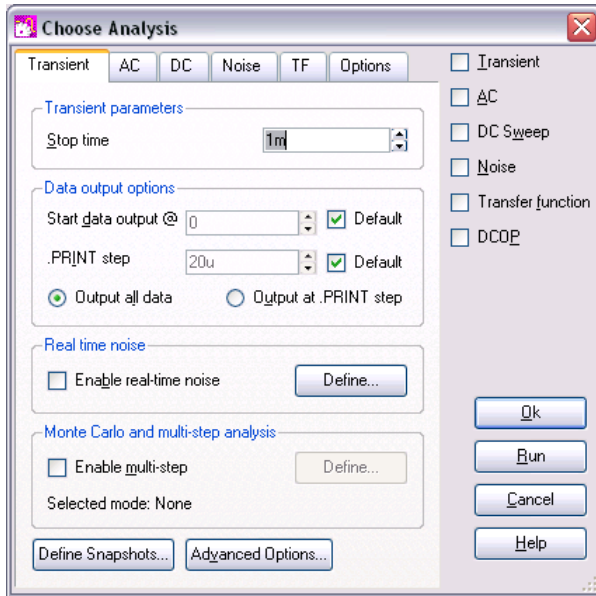 Choose Analysis
Transient AC DC Noise TF Options
Transient parameters
Stop time 1m
Data output options
Start data output @ 0 Default
.PRINT step 20u Default
Output all data Output at .PRINT step
Real time noise
Enable real-time noise Define...
Monte Carlo and multi-step analysis
Enable multi-step Define...
Selected mode: None
Define Snapshots... Advanced Options...
Transient
AC
DC Sweep
Noise
Transfer function
DCOP
Ok
Run
Cancel
Help